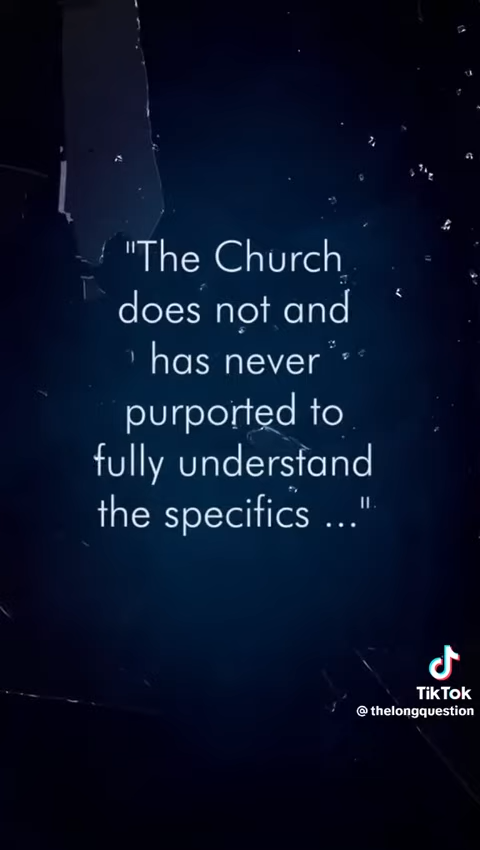 "The Church
does not and
has never
purported to
fully understand
the specifics ..."
TikTok
@ thelongquestion